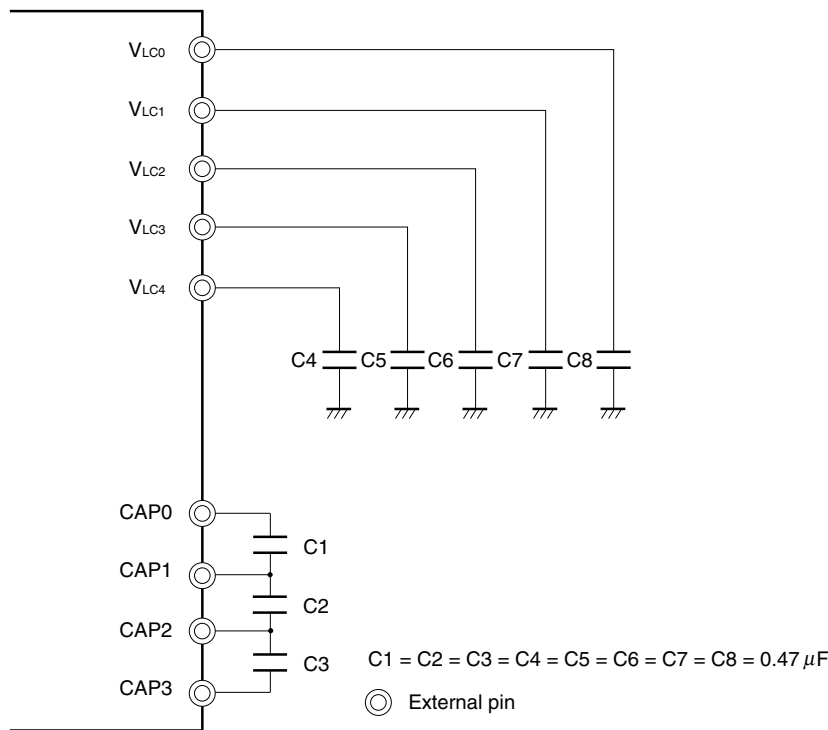 VLC0
VLC1
VLC2
VLC3
VLC4
C4 C5 C6 C7 C8
CAP0
C1
CAP1
C2
CAP2
C3
CAP3
C1 = C2 = C3 = C4 = C5 = C6 = C7 = C8 = 0.47 μF
External pin